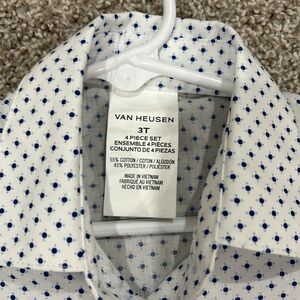 VAN HEUSEN
3T
4 PIECE SET
ENSEMBLE 4 PIÈCES
CONJUNTO DE 4 PIEZAS
55% COTTON / COTON / ALGODÓN
45% POLYESTER / POLIESTER
MADE IN VIETNAM
FABRIQUÉ AU VIETNAM
HECHO EN VIETNAM